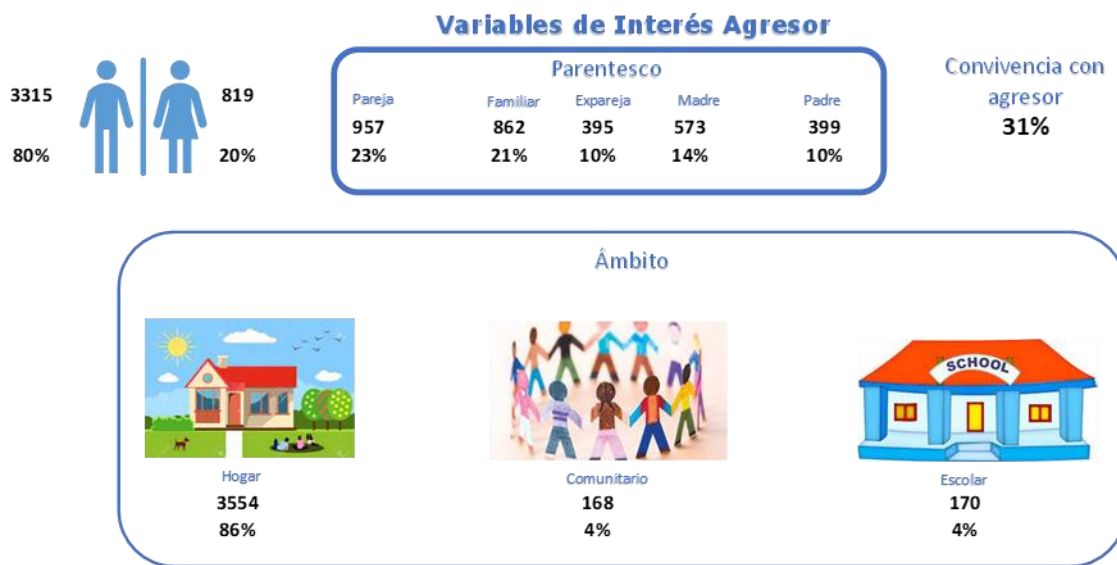 Variables de Interés Agresor
3315
80%
819
20%
Parentesco
Pareja Familiar Expareja Madre Padre
957 862 395 573 399
23% 21% 10% 14% 10%
Convivencia con
agresor
31%
Ámbito
SCHOOL
Hogar Comunitario Escolar
3554 168 170
86% 4% 4%